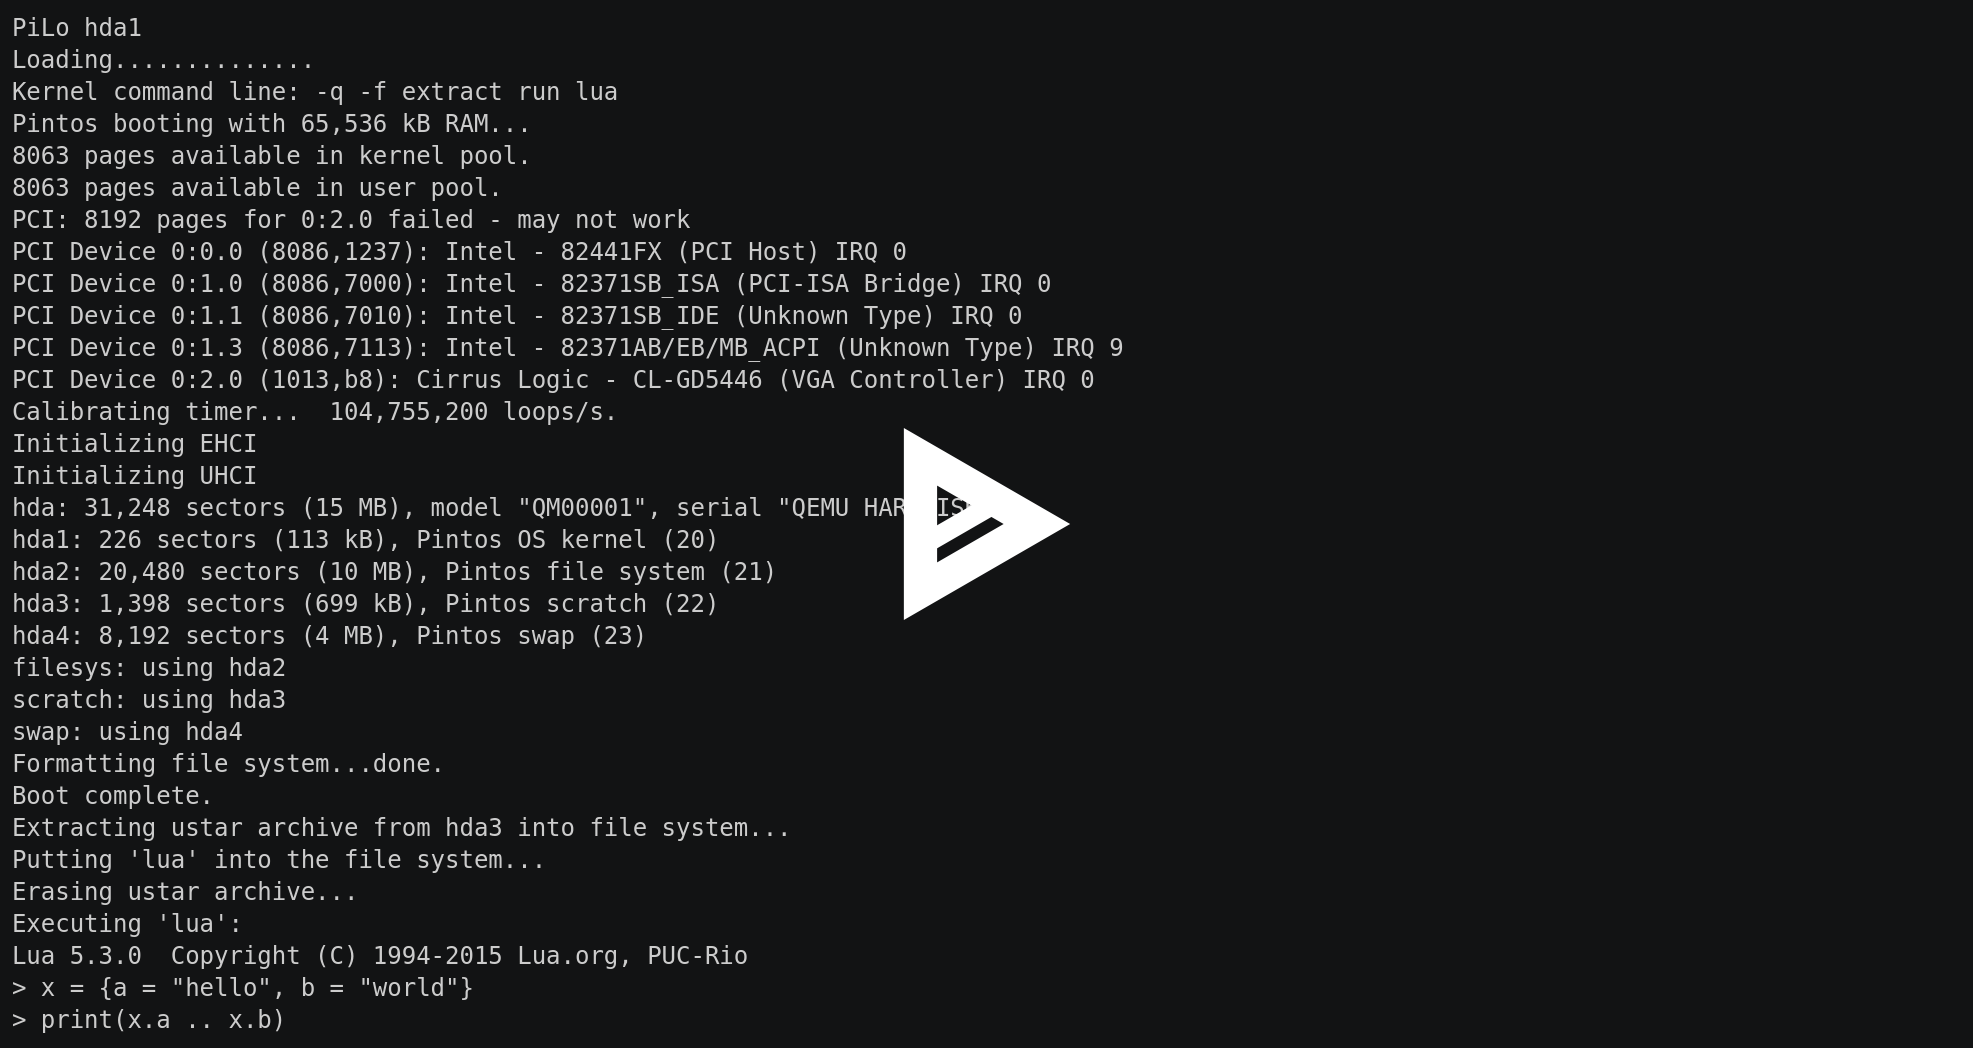 PiLo hda1
Loading..............
Kernel command line: -q -f extract run lua
Pintos booting with 65,536 kB RAM...
8063 pages available in kernel pool.
8063 pages available in user pool.
PCI: 8192 pages for 0:2.0 failed - may not work
PCI Device 0:0.0 (8086,1237): Intel - 82441FX (PCI Host) IRQ 0
PCI Device 0:1.0 (8086,7000): Intel - 82371SB_ISA (PCI-ISA Bridge) IRQ 0
PCI Device 0:1.1 (8086,7010): Intel - 82371SB_IDE (Unknown Type) IRQ 0
PCI Device 0:1.3 (8086,7113): Intel - 82371AB/EB/MB_ACPI (Unknown Type) IRQ 9
PCI Device 0:2.0 (1013,b8): Cirrus Logic - CL-GD5446 (VGA Controller) IRQ 0
Calibrating timer...  104,755,200 loops/s.
Initializing EHCI
Initializing UHCI
hda: 31,248 sectors (15 MB), model "QM00001", serial "QEMU
hda1: 226 sectors (113 kB), Pintos OS kernel (20)
hda2: 20,480 sectors (10 MB), Pintos file system (21)
hda3: 1,398 sectors (699 kB), Pintos scratch (22)
hda4: 8,192 sectors (4 MB), Pintos swap (23)
filesys: using hda2
scratch: using hda3
swap: using hda4
Formatting file system...done.
Boot complete.
Extracting ustar archive from hda3 into file system...
Putting 'lua' into the file system...
Erasing ustar archive...
Executing 'lua':
Lua 5.3.0  Copyright (C) 1994-2015 Lua.org, PUC-Rio
> x = {a = "hello", b = "world"}
> print(x.a .. x.b)